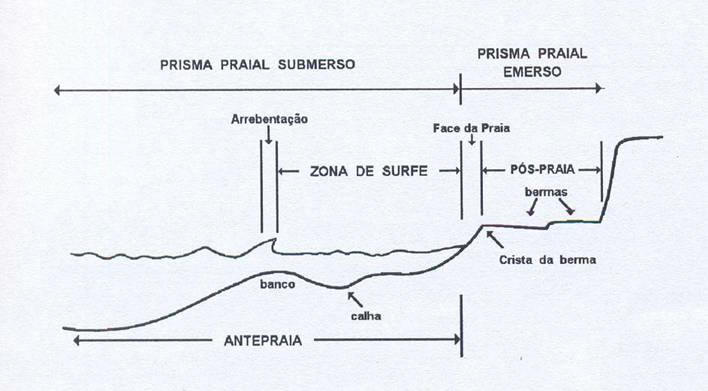 PRISMA PRAIAL SUBMERSO
PRISMA PRAIAL
EMERSO
Arrebentação
Face da Praia
ZONA DE SURFE
PÓS-PRAIA
bermas
Crista da berma
banco
calha
ANTEPRAIA